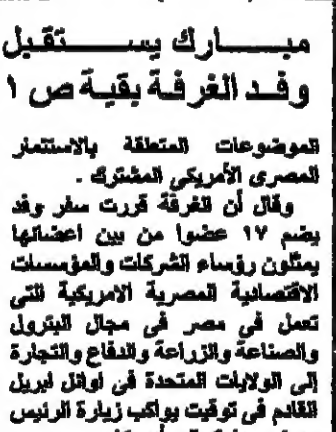 مبارك يستقبل
وفد الغرفة بقية ص ١
الموضوعات المتعلقة بالاستثمار
المصرى الأمريكى المشترك .
وقال أن الغرفة قررت سفر وفد
يضم ١٧ عضوا من بين اعضائها
يمثلون رؤساء الشركات والمؤسسات
الاقتصادية المصرية الامريكية التى
تعمل فى مصر فى مجال البترول
والصناعة والزراعة والدفاع والتجارة
إلى الولايات المتحدة فى اوائل ابريل
القادم فى توقيت يواكب زيارة الرئيس